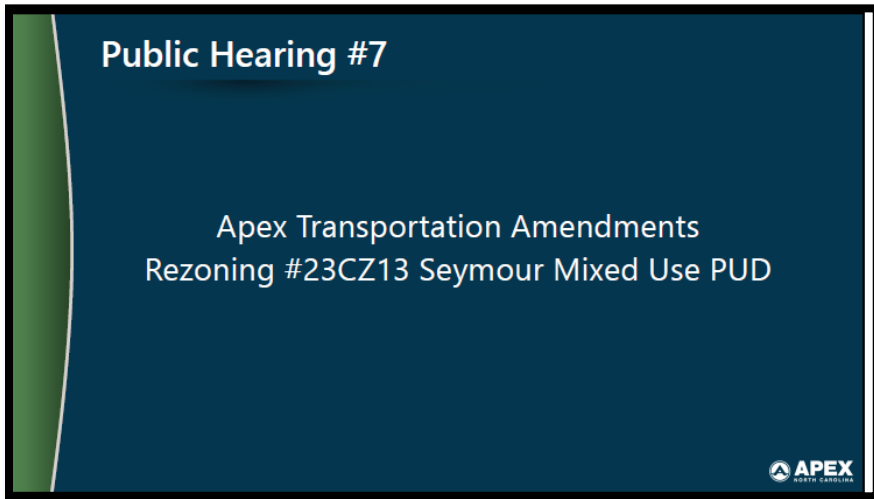 Public Hearing #7
Apex Transportation Amendments
Rezoning #23CZ13 Seymour Mixed Use PUD
APEX
NORTH CAROLINA